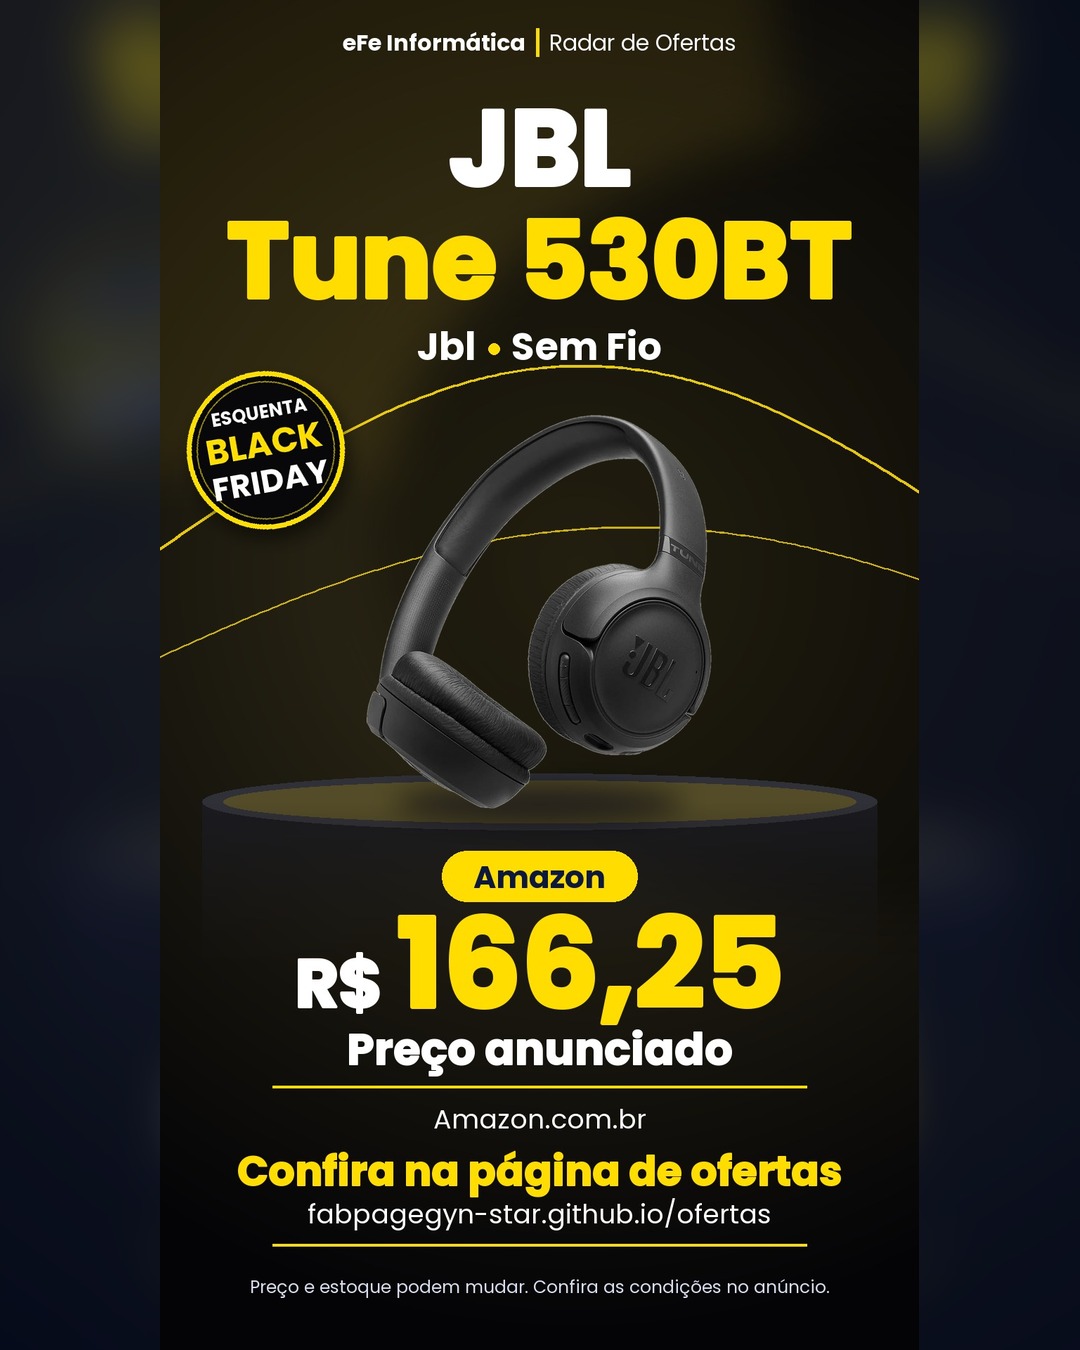 eFe Informática | Radar de Ofertas
JBL
Tune 530BT
Jbl • Sem Fio
ESQUENTA
BLACK
FRIDAY
TUNE
JBL
Amazon
R$ 166,25
Preço anunciado
Amazon.com.br
Confira na página de ofertas
fabpagegyn-star.github.io/ofertas
Preço e estoque podem mudar. Confira as condições no anúncio.